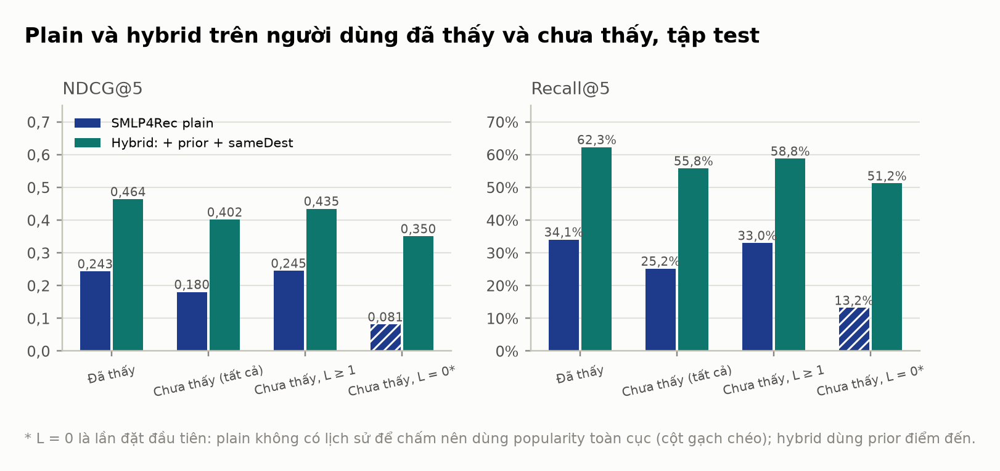 Plain và hybrid trên người dùng đã thấy và chưa thấy, tập test
NDCG@5
0,7
0,6
0,5
0,4
0,3
0,2
0,1
0,0
SMLP4Rec plain
Hybrid: + prior + sameDest
0,243
0,464
0,180
0,402
0,245
0,435
0,081
0,350
Đã thấy
Chưa thấy (tất cả)
Chưa thấy, L ≥ 1
Chưa thấy, L = 0*
Recall@5
70%
60%
50%
40%
30%
20%
10%
0%
34,1%
62,3%
25,2%
55,8%
33,0%
58,8%
13,2%
51,2%
Đã thấy
Chưa thấy (tất cả)
Chưa thấy, L ≥ 1
Chưa thấy, L = 0*
* L = 0 là lần đặt đầu tiên: plain không có lịch sử để chấm nên dùng popularity toàn cục (cột gạch chéo); hybrid dùng prior điểm đến.